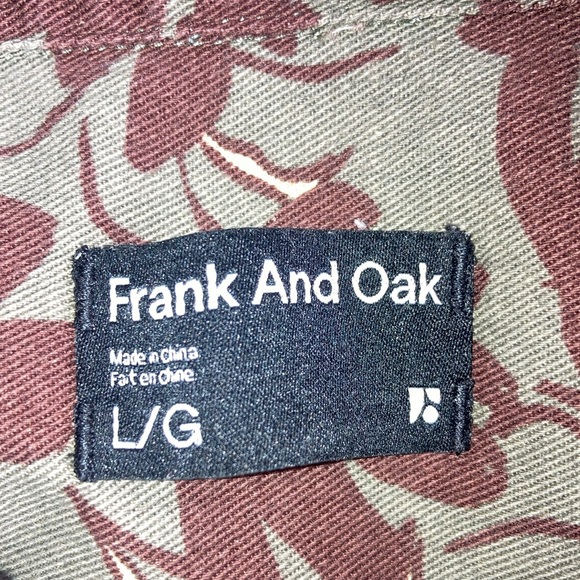 Frank And Oak
Made in China
Fait en chine.
L/G